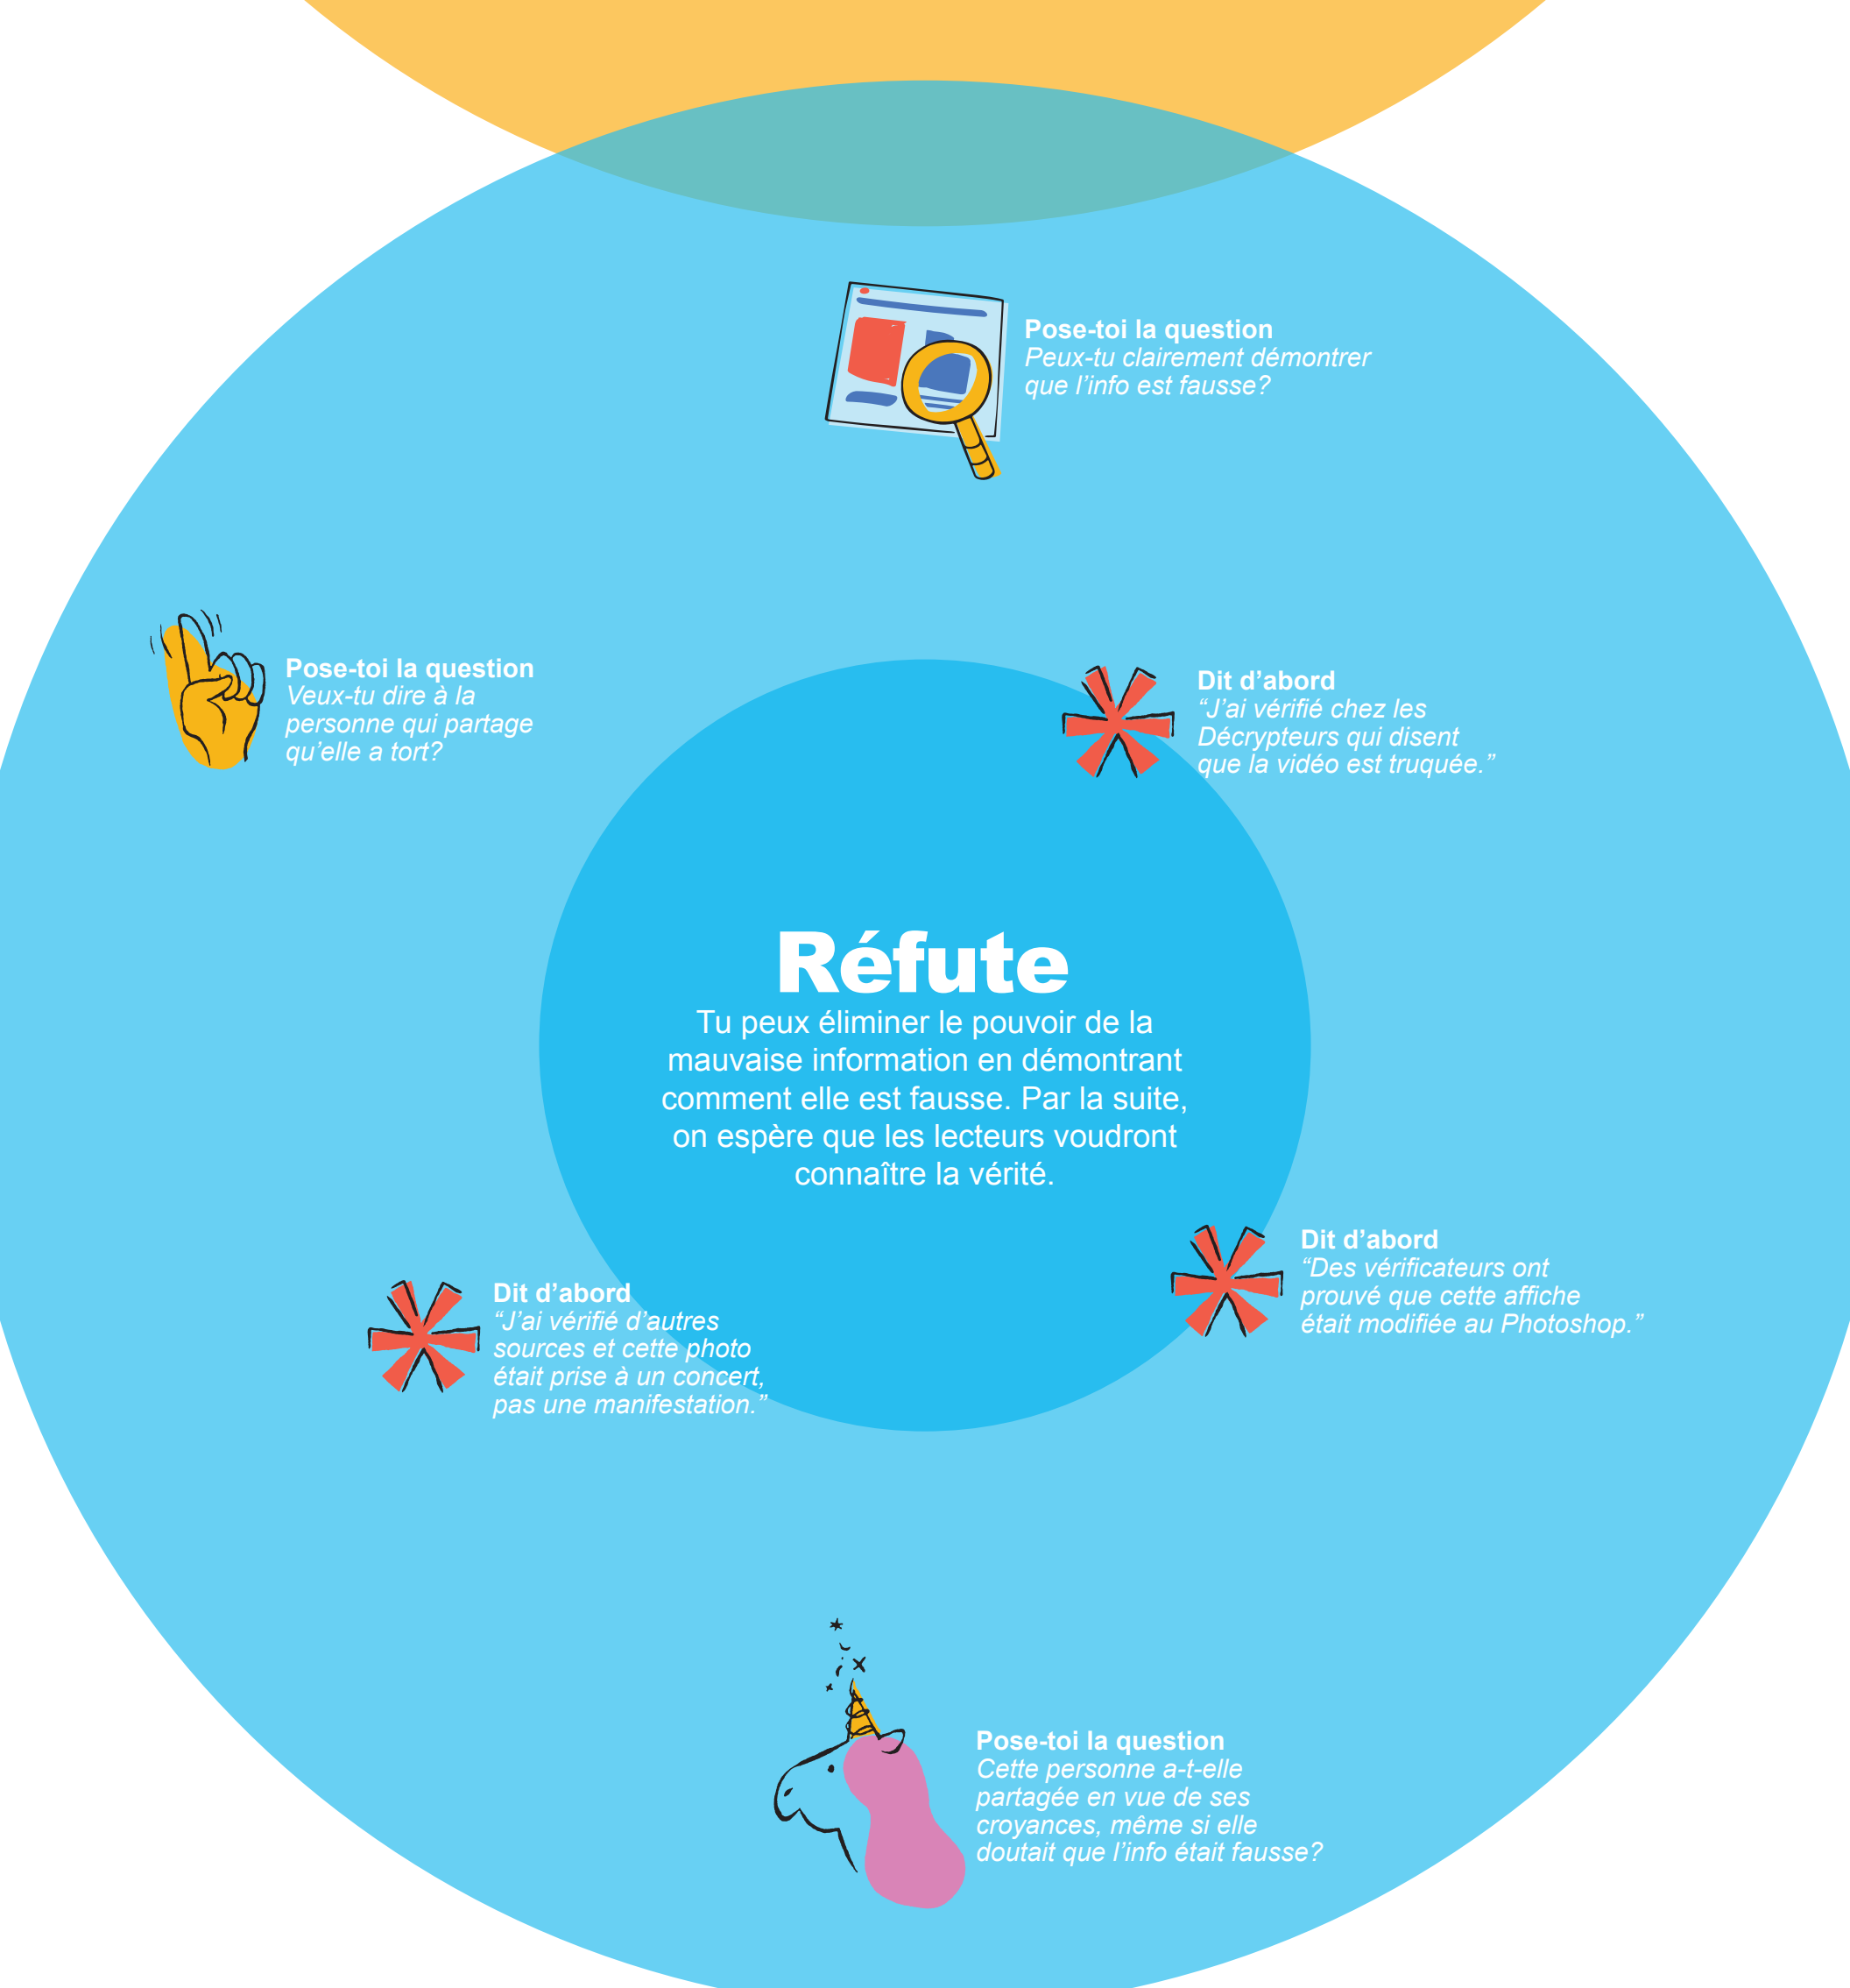 Pose-toi la question
Peux-tu clairement démontrer
que l’info est fausse?
Pose-toi la question
Veux-tu dire à la
personne qui partage
qu’elle a tort?
Dit d’abord
“J’ai vérifié chez les
Décrypteurs qui disent
que la vidéo est truquée.”
Réfute
Tu peux éliminer le pouvoir de la
mauvaise information en démontrant
comment elle est fausse. Par la suite,
on espère que les lecteurs voudront
connaître la vérité.
Dit d’abord
“Des vérificateurs ont
prouvé que cette affiche
était modifiée au Photoshop.”
Dit d’abord
“J’ai vérifié d’autres
sources et cette photo
était prise à un concert,
pas une manifestation.”
Pose-toi la question
Cette personne a-t-elle
partagée en vue de ses
croyances, même si elle
doutait que l’info était fausse?